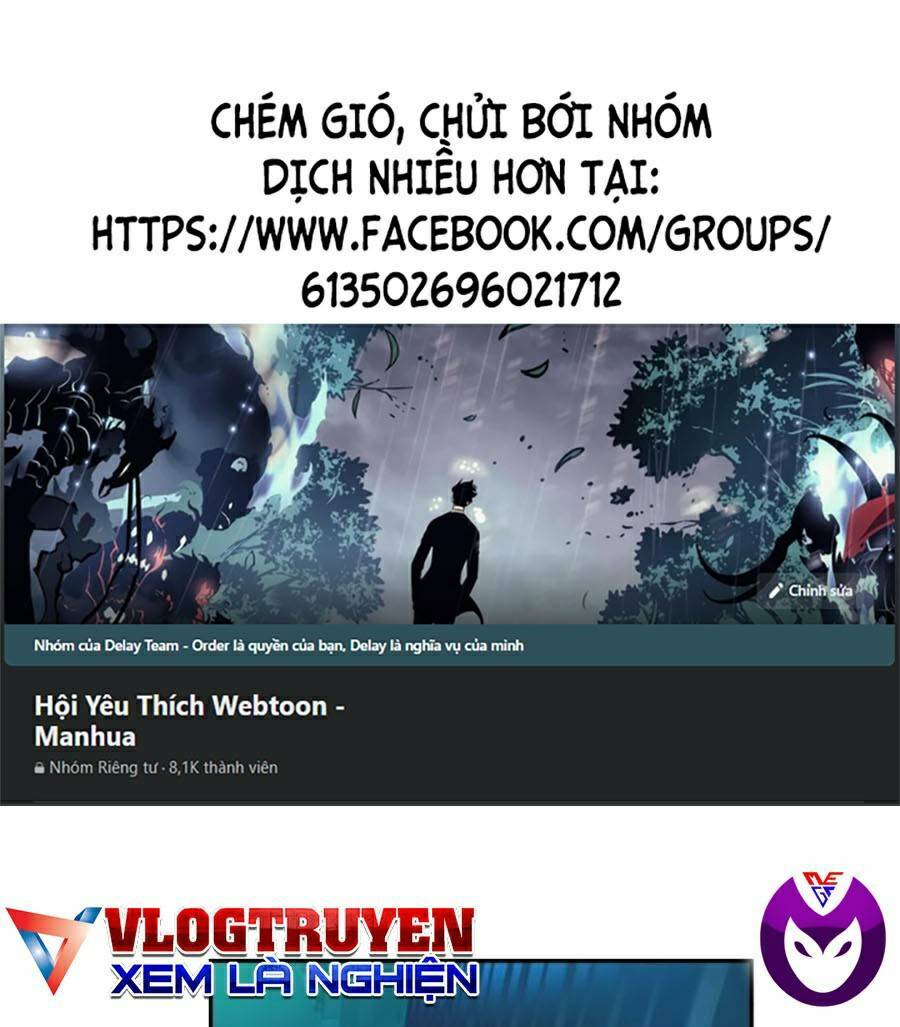 CHÉM GIÓ, CHỬI BỚI NHÓM
DỊCH NHIỀU HƠN TẠI:
HTTPS://WWW.FACEBOOK.COM/GROUPS/
613502696021712
Chỉnh sửa
Nhóm của Delay Team - Order là quyền của bạn, Delay là nghĩa vụ của mình
Hội Yêu Thích Webtoon -
Manhua
Nhóm Riêng tư · 8,1K thành viên
MEGT
VLOGTRUYEN
XEM LÀ NGHIỆN